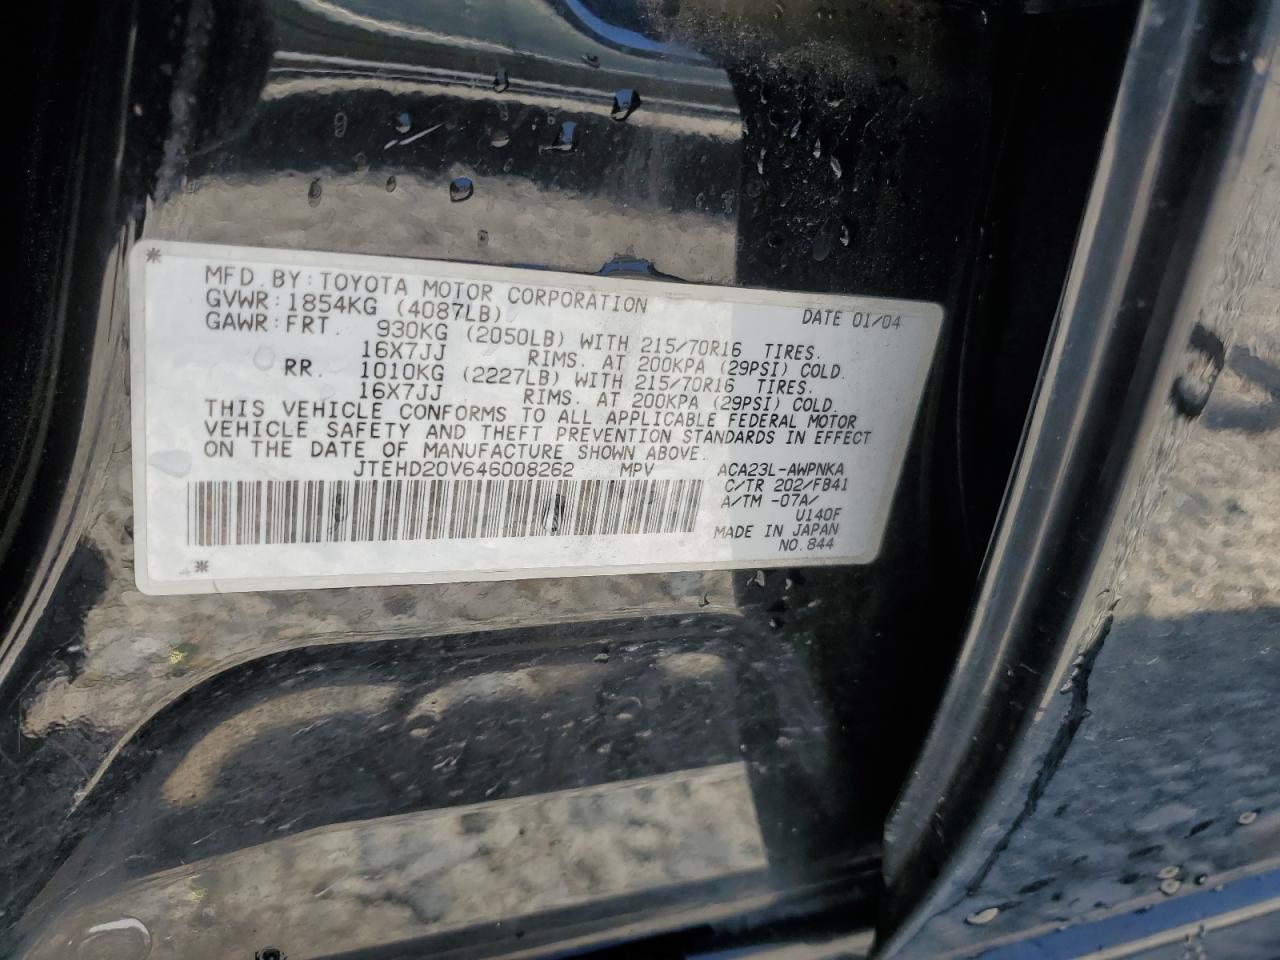 MFD. BY: TOYOTA MOTOR CORPORATION DATE 01/04
GVWR: 1854KG (4087LB)
GAWR: FRT. 930KG (2050LB) WITH 215/70R16 TIRES.
16X7JJ RIMS. AT 200KPA (29PSI) COLD.
RR. 1010KG (2227LB) WITH 215/70R16 TIRES.
16X7JJ RIMS. AT 200KPA (29PSI) COLD.
THIS VEHICLE CONFORMS TO ALL APPLICABLE FEDERAL MOTOR
VEHICLE SAFETY AND THEFT PREVENTION STANDARDS IN EFFECT
ON THE DATE OF MANUFACTURE SHOWN ABOVE.
JTEHD20V646008262 MPV ACA23L-AWPNKA
C/TR 202/FB41
A/TM -07A/
U140F
MADE IN JAPAN
NO. 844